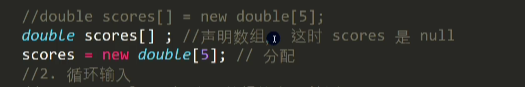 //double scores[] = new double[5];
double scores[] ; //声明数组, 这时 scores 是 null
scores = new double[5]; // 分配
//2. 循环输入